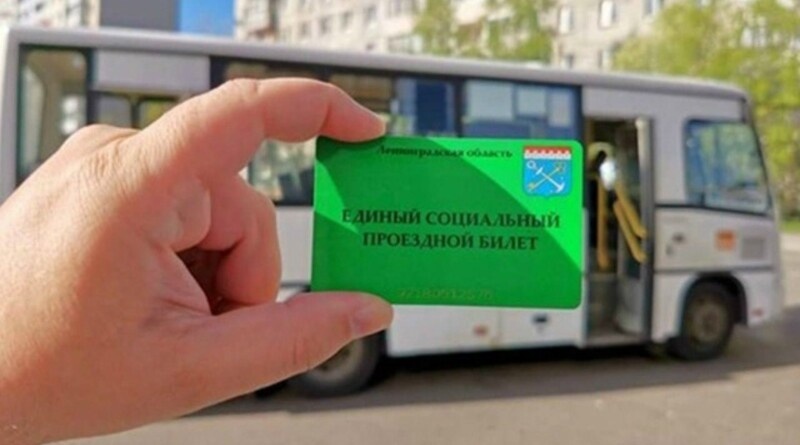 Ленинградская область
ЕДИНЫЙ СОЦИАЛЬНЫЙ
ПРОЕЗДНОЙ БИЛЕТ